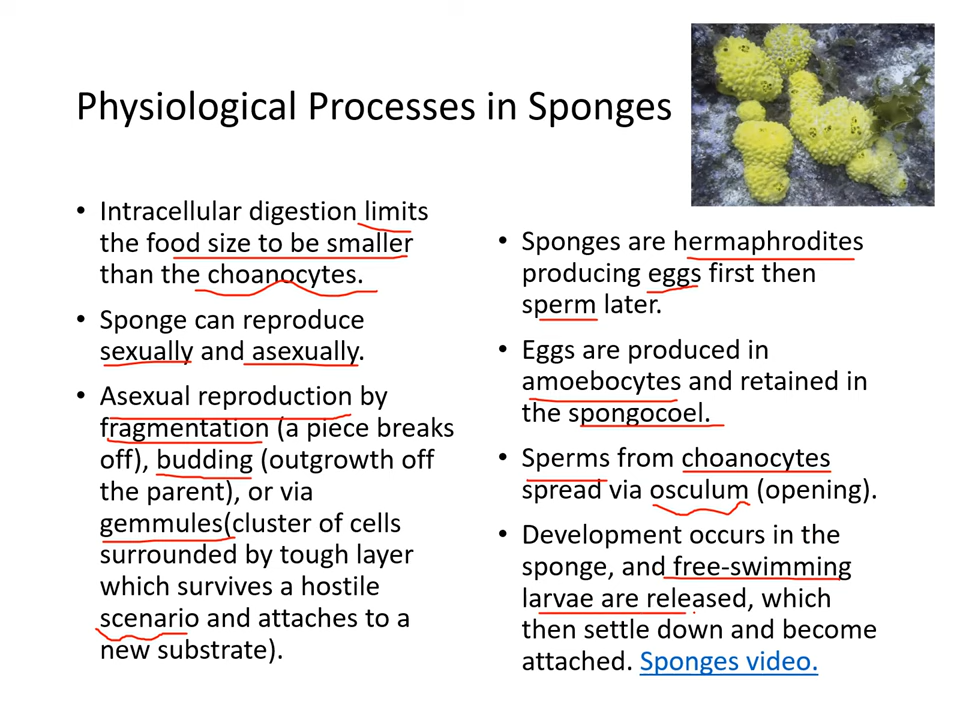 Physiological Processes in Sponges
• Intracellular digestion limits
the food size to be smaller
than the choanocytes.
• Sponge can reproduce
sexually and asexually.
• Asexual reproduction by
fragmentation (a piece breaks
off), budding (outgrowth off
the parent), or via
gemmules(cluster of cells
surrounded by tough layer
which survives a hostile
scenario and attaches to a
new substrate).
• Sponges are hermaphrodites
producing eggs first then
sperm later.
• Eggs are produced in
amoebocytes and retained in
the spongocoel.
• Sperms from choanocytes
spread via osculum (opening).
• Development occurs in the
sponge, and free-swimming
larvae are released, which
then settle down and become
attached. Sponges video.